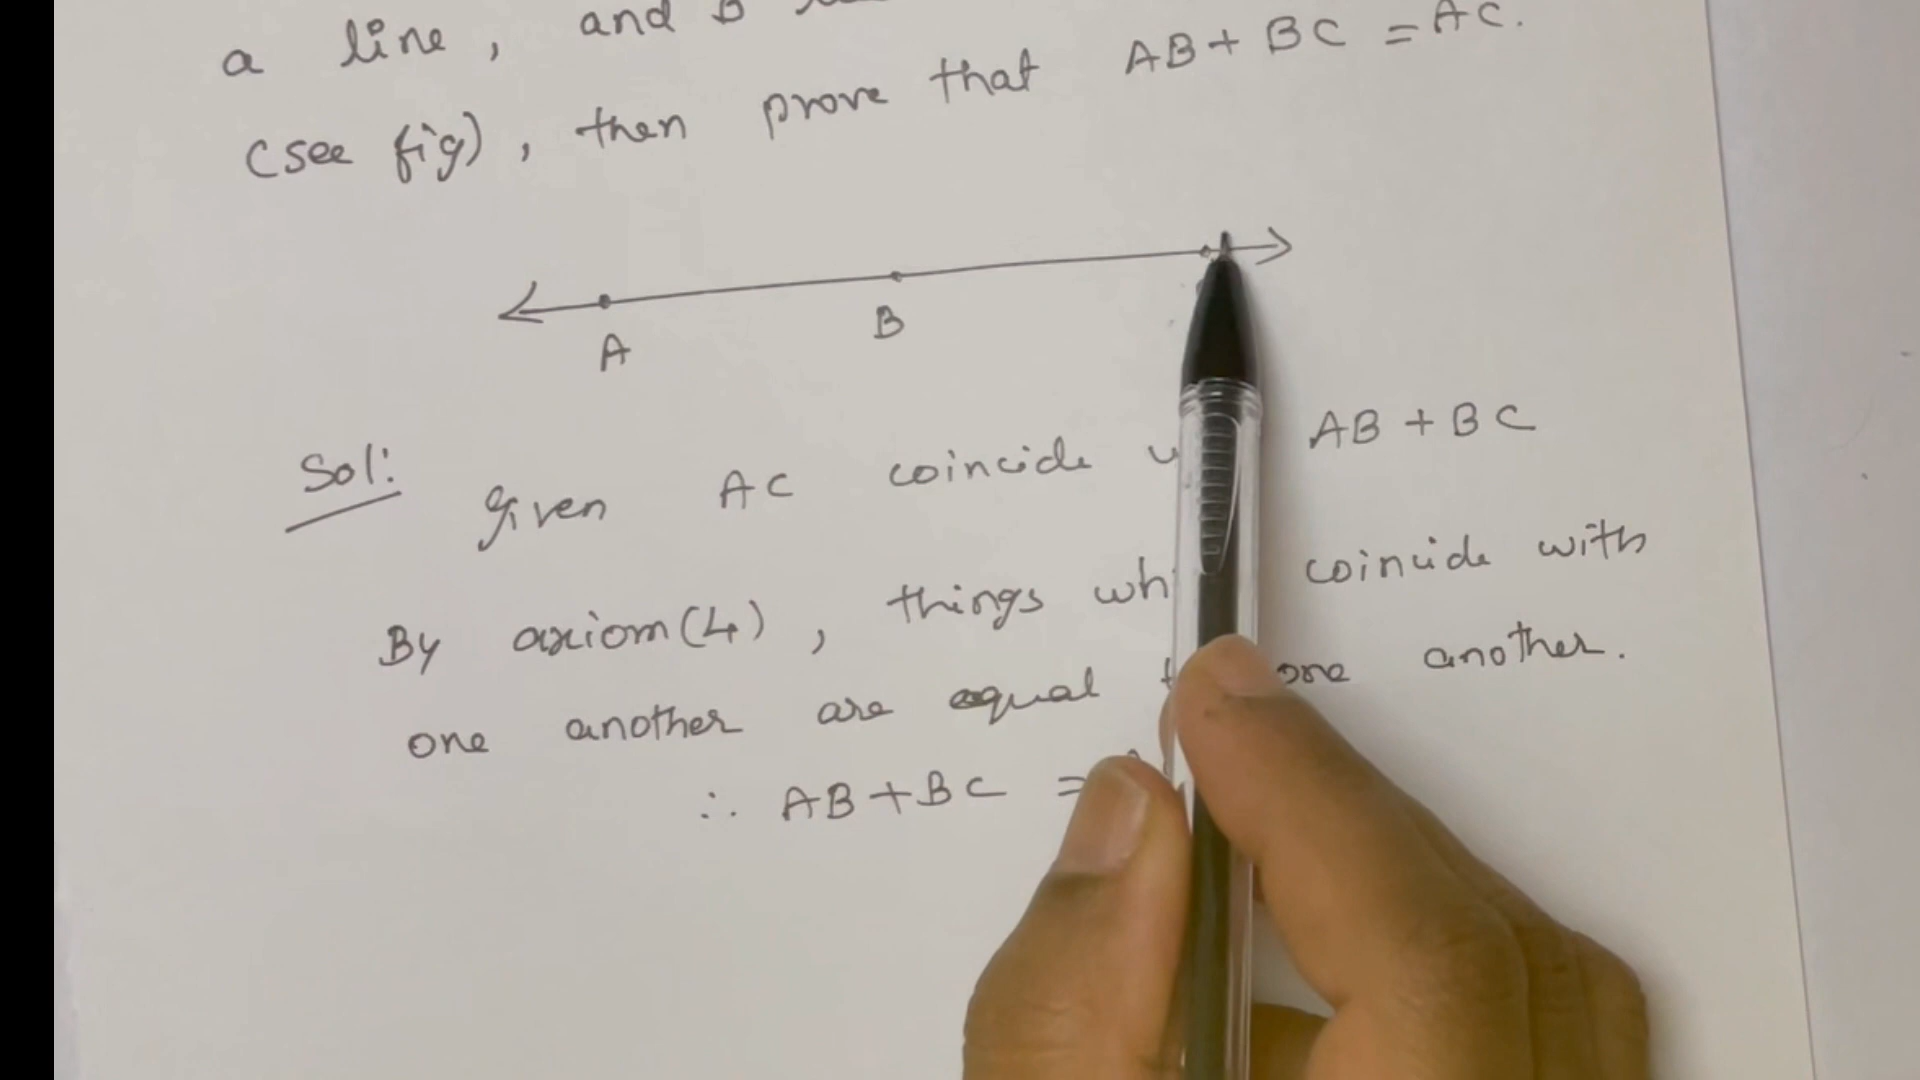 a line, and B
(see fig), then prove that AB + BC = AC.
A B
Sol: Given AC coincide AB + BC
By axiom(4), things coincide with
one another are equal one another.
∴ AB+BC =